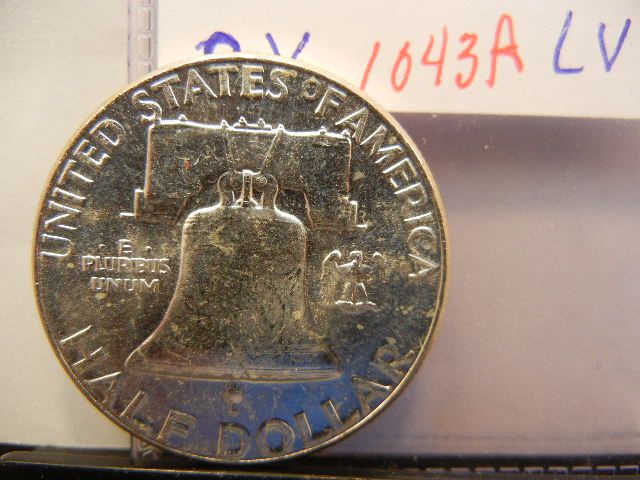 1043A LV
UNITED STATES OF AMERICA
E
PLURIBUS
UNUM
HALF DOLLAR